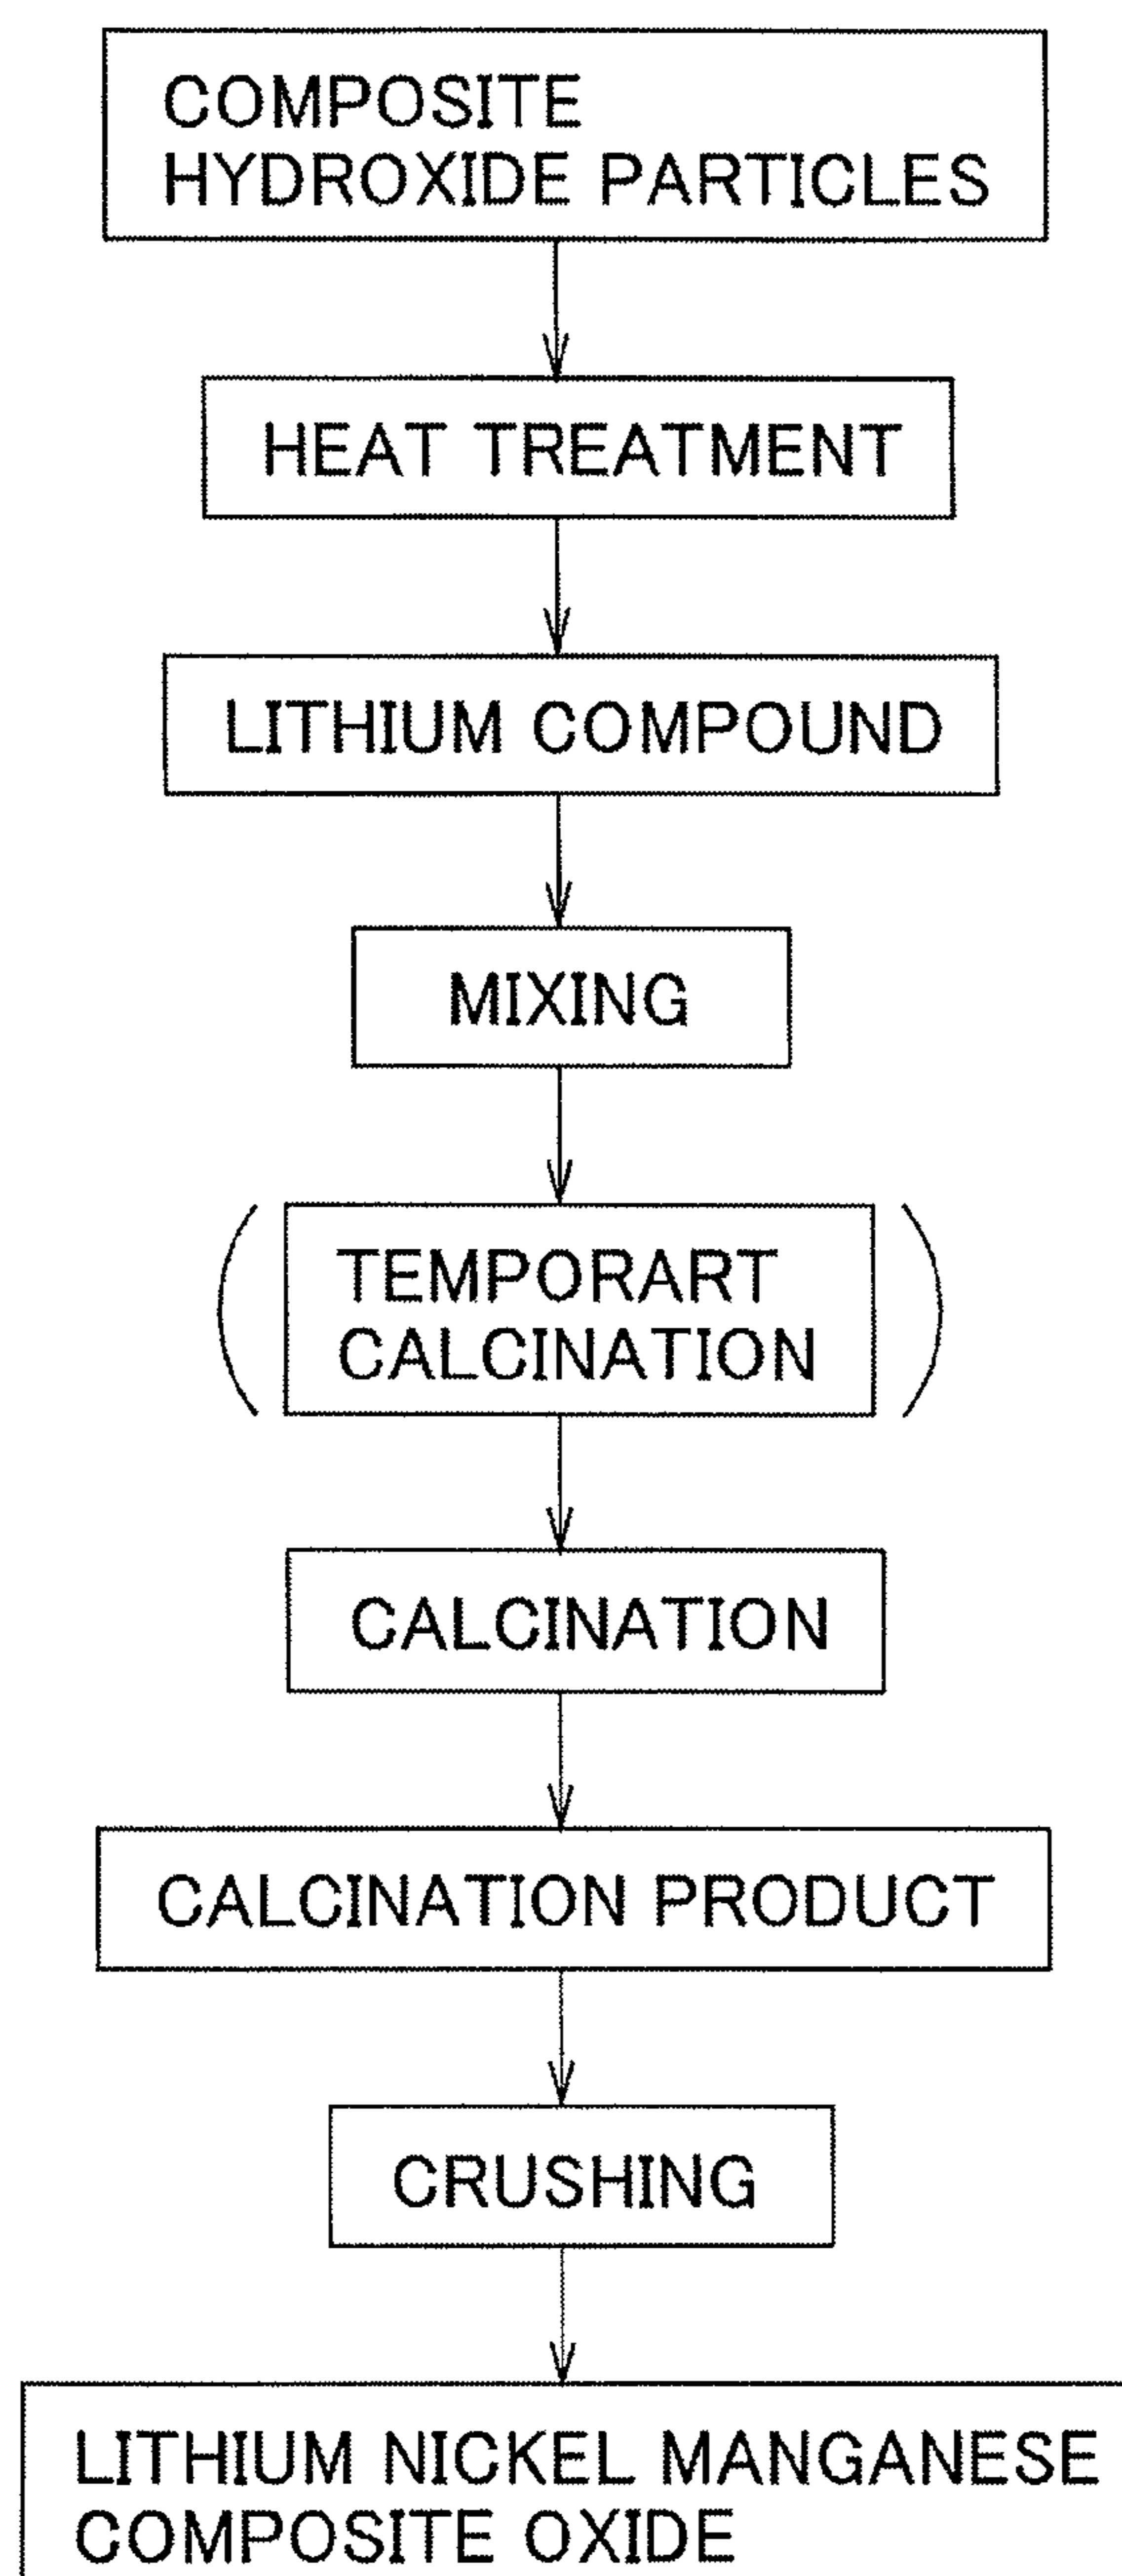 COMPOSITE
HYDROXIDE PARTICLES
HEAT TREATMENT
LITHIUM COMPOUND
MIXING
TEMPORART
CALCINATION
CALCINATION
CALCINATION PRODUCT
CRUSHING
LITHIUM NICKEL MANGANESE
COMPOSITE OXIDE